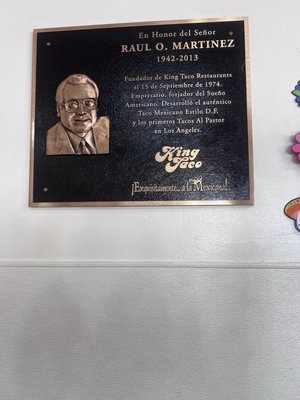 En Honor del Señor
RAUL O. MARTINEZ
1942-2013
Fundador de King Taco Restaurants
el 15 de Septiembre de 1974.
Empresario, forjador del Sueño
Americano. Desarrolló el auténtico
Taco Mexicano Estilo D.F.
y los primeros Tacos Al Pastor
en Los Angeles.
King
Taco
¡Exquisitamente... a la Mexicana!